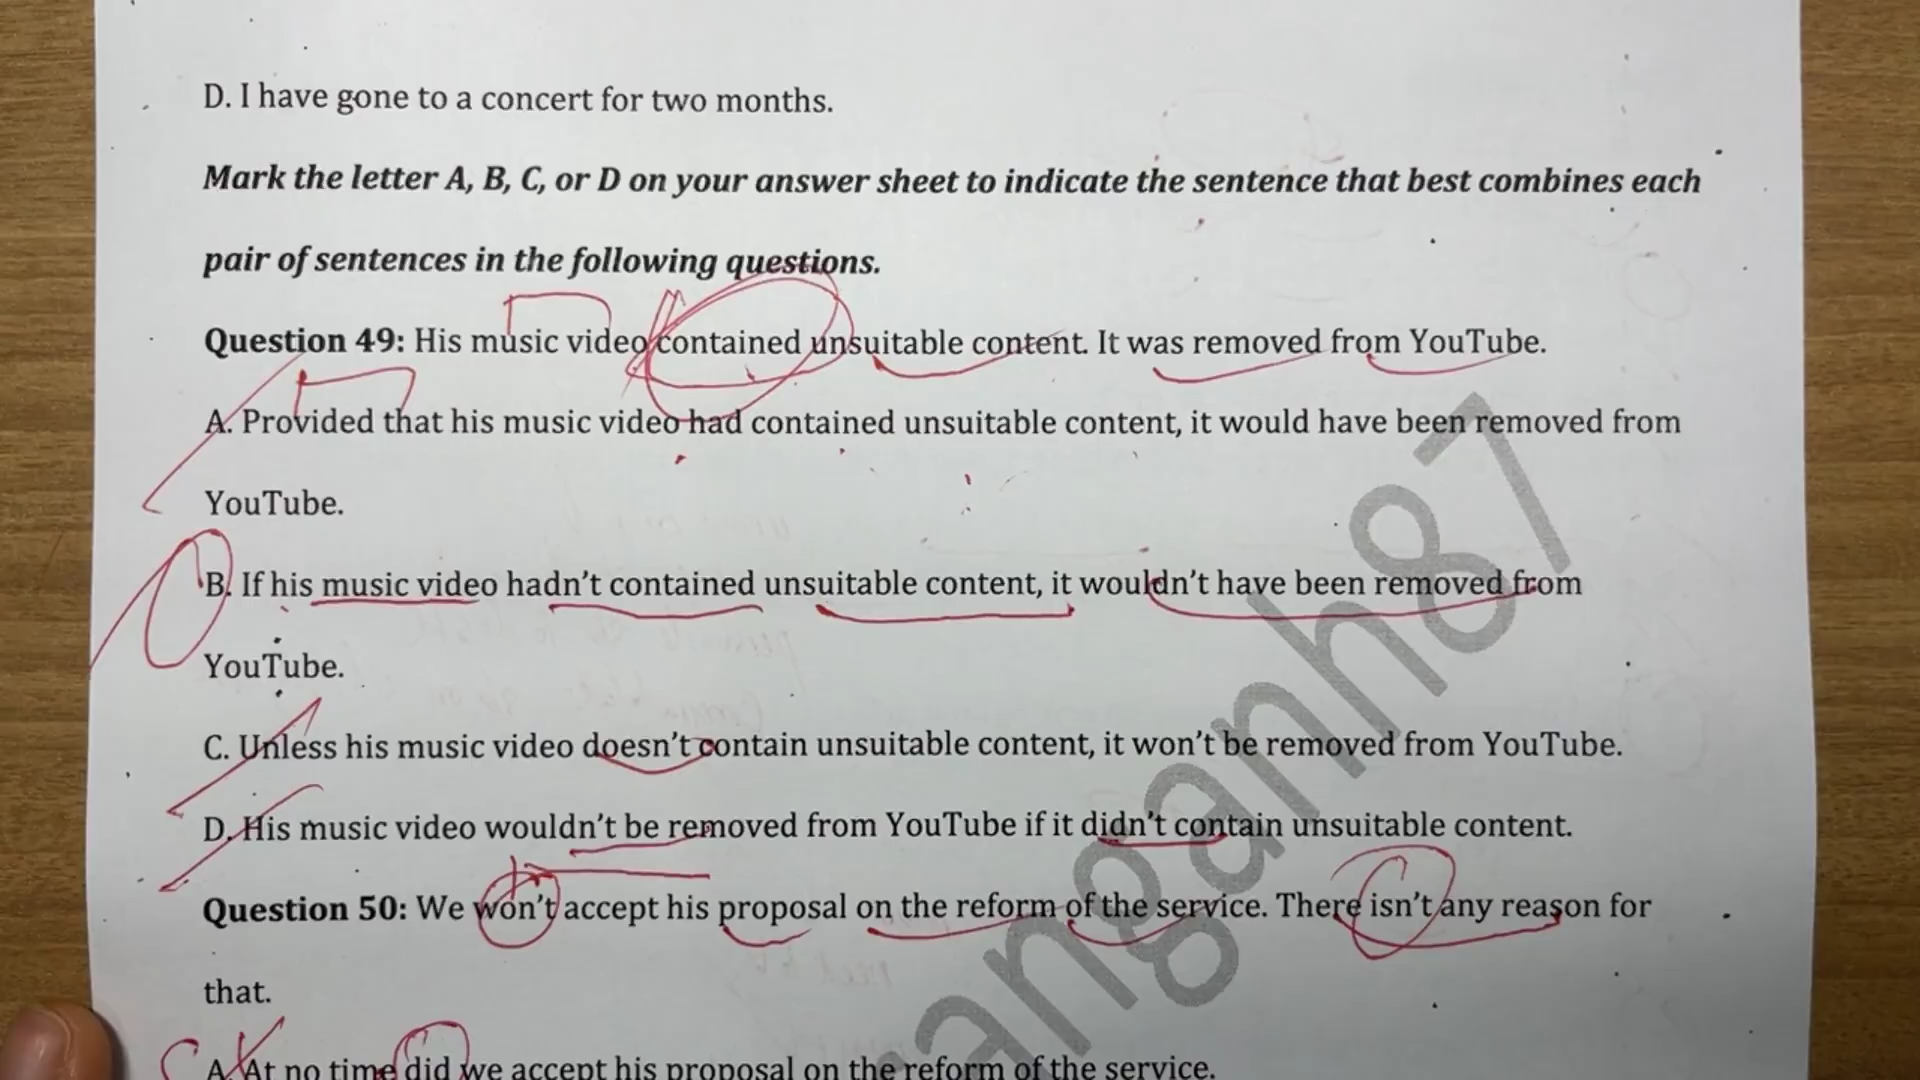 D. I have gone to a concert for two months.
Mark the letter A, B, C, or D on your answer sheet to indicate the sentence that best combines each
pair of sentences in the following questions.
Question 49: His music video contained unsuitable content. It was removed from YouTube.
A. Provided that his music video had contained unsuitable content, it would have been removed from
YouTube.
B. If his music video hadn't contained unsuitable content, it wouldn't have been removed from
YouTube.
C. Unless his music video doesn't contain unsuitable content, it won't be removed from YouTube.
D. His music video wouldn't be removed from YouTube if it didn't contain unsuitable content.
Question 50: We won't accept his proposal on the reform of the service. There isn't any reason for
that.
A. At no time did we accept his proposal on the reform of the service.
anganh87